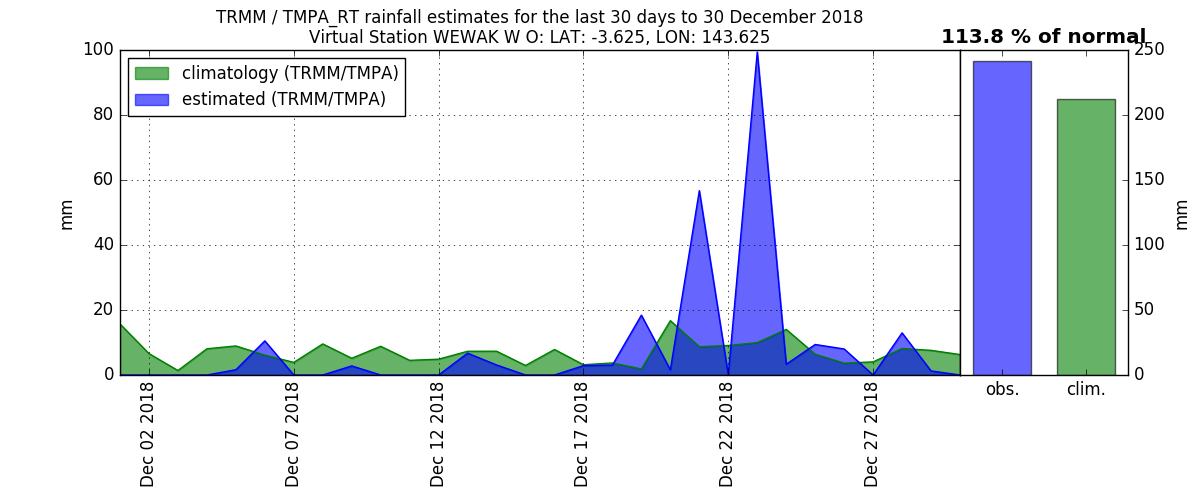 TRMM / TMPA_RT rainfall estimates for the last 30 days to 30 December 2018
Virtual Station WEWAK W O: LAT: -3.625, LON: 143.625
113.8 % of normal
climatology (TRMM/TMPA)
estimated (TRMM/TMPA)
100
80
60
40
20
0
mm
Dec 02 2018
Dec 07 2018
Dec 12 2018
Dec 17 2018
Dec 22 2018
Dec 27 2018
obs.
clim.
250
200
150
100
50
0
mm